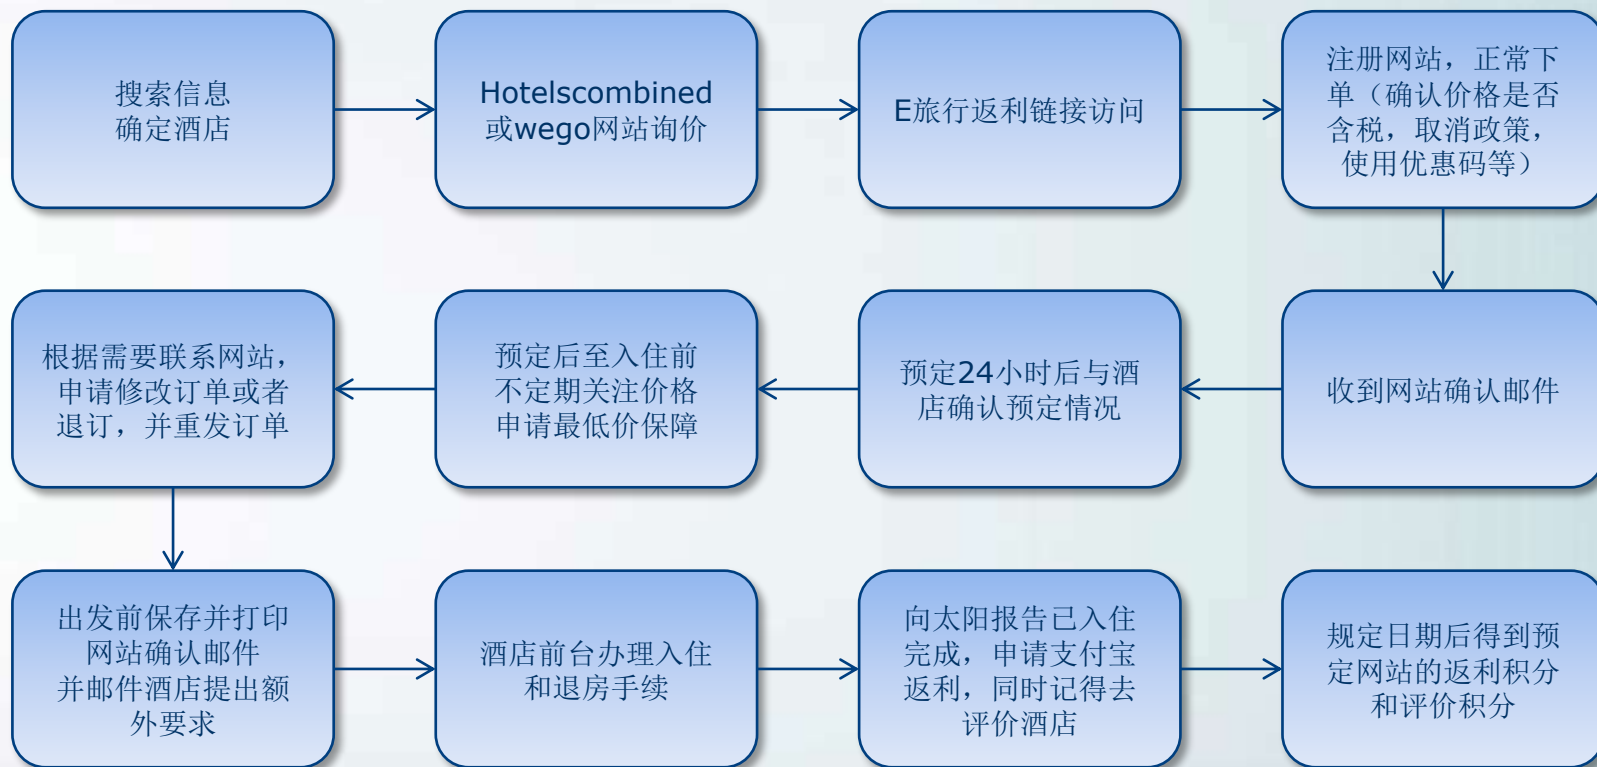 搜索信息
确定酒店
Hotelscombined
或wego网站询价
E旅行返利链接访问
注册网站，正常下
单（确认价格是否
含税，取消政策，
使用优惠码等）
收到网站确认邮件
预定24小时后与酒
店确认预定情况
预定后至入住前
不定期关注价格
申请最低价保障
根据需要联系网站，
申请修改订单或者
退订，并重发订单
出发前保存并打印
网站确认邮件
并邮件酒店提出额
外要求
酒店前台办理入住
和退房手续
向太阳报告已入住
完成，申请支付宝
返利，同时记得去
评价酒店
规定日期后得到预
定网站的返利积分
和评价积分